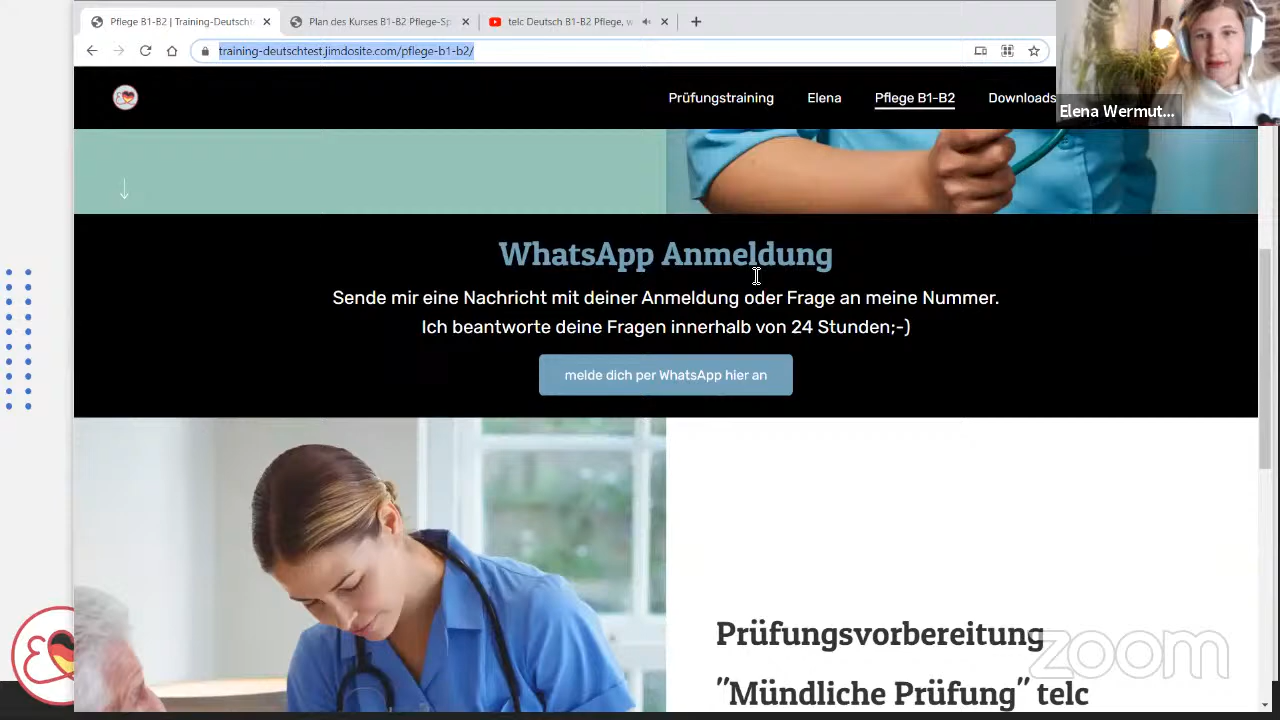 Pflege B1-B2 | Training-Deutscht
Plan des Kurses B1-B2 Pflege-Sp
telc Deutsch B1-B2 Pflege, w
training-deutschtest.jimdosite.com/pflege-b1-b2/
Prüfungstraining
Elena
Pflege B1-B2
Downloads
Elena Wermut...
WhatsApp Anmeldung
Sende mir eine Nachricht mit deiner Anmeldung oder Frage an meine Nummer.
Ich beantworte deine Fragen innerhalb von 24 Stunden;-)
melde dich per WhatsApp hier an
Prüfungsvorbereitung
"Mündliche Prüfung" telc
zoom